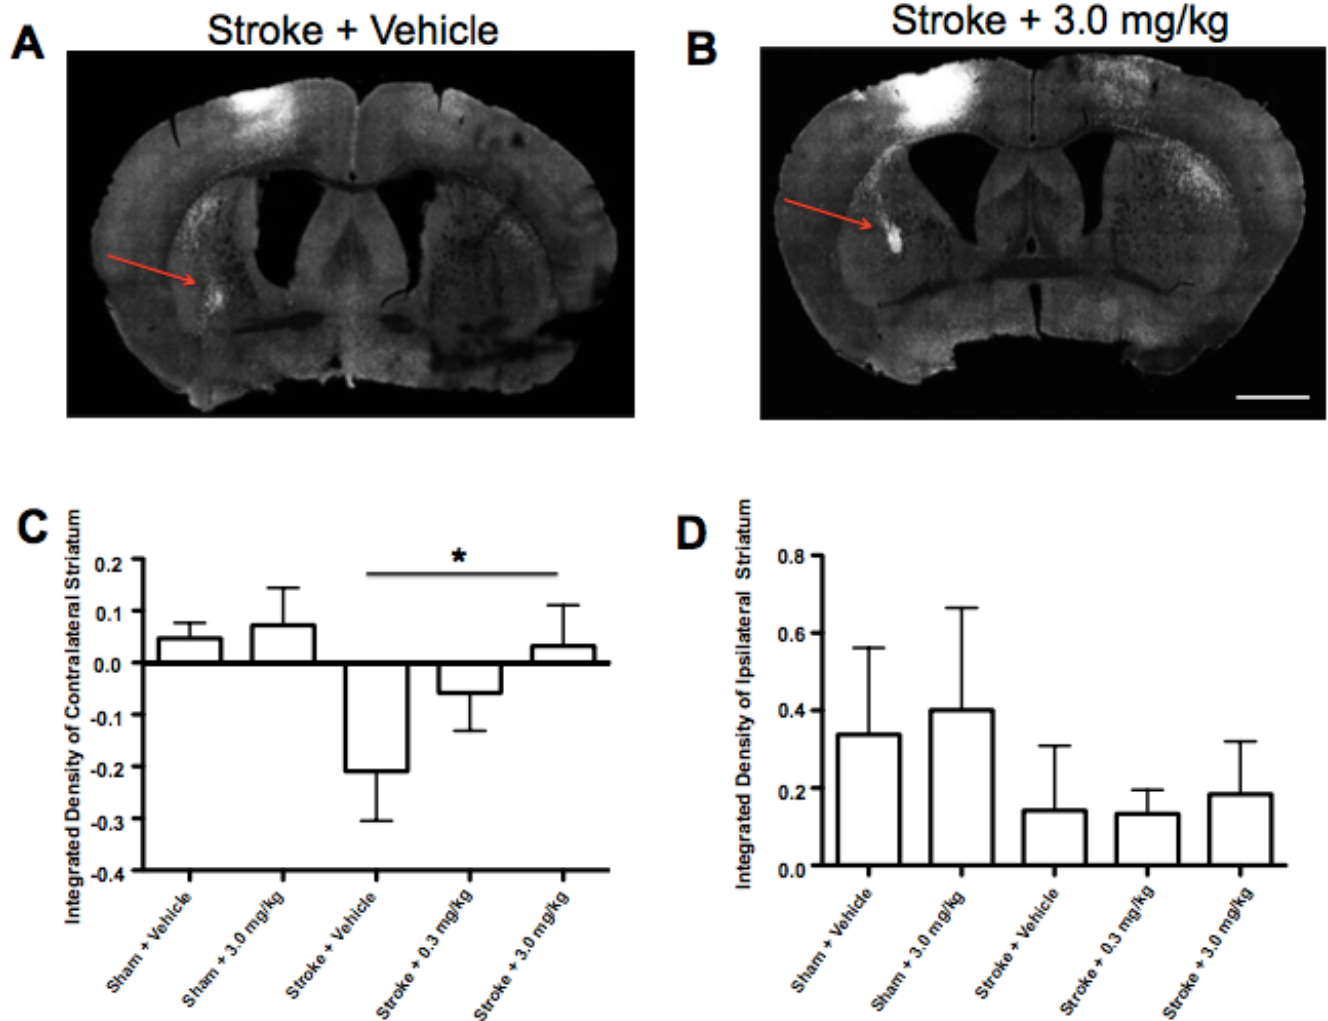 A
Stroke + Vehicle
B
Stroke + 3.0 mg/kg
C
Integrated Density of Contralateral Striatum
0.2
0.1
0.0
-0.1
-0.2
-0.3
-0.4
*
Sham + Vehicle
Sham + 3.0 mg/kg
Stroke + Vehicle
Stroke + 0.3 mg/kg
Stroke + 3.0 mg/kg
D
Integrated Density of Ipsilateral Striatum
0.8
0.6
0.4
0.2
0.0
Sham + Vehicle
Sham + 3.0 mg/kg
Stroke + Vehicle
Stroke + 0.3 mg/kg
Stroke + 3.0 mg/kg